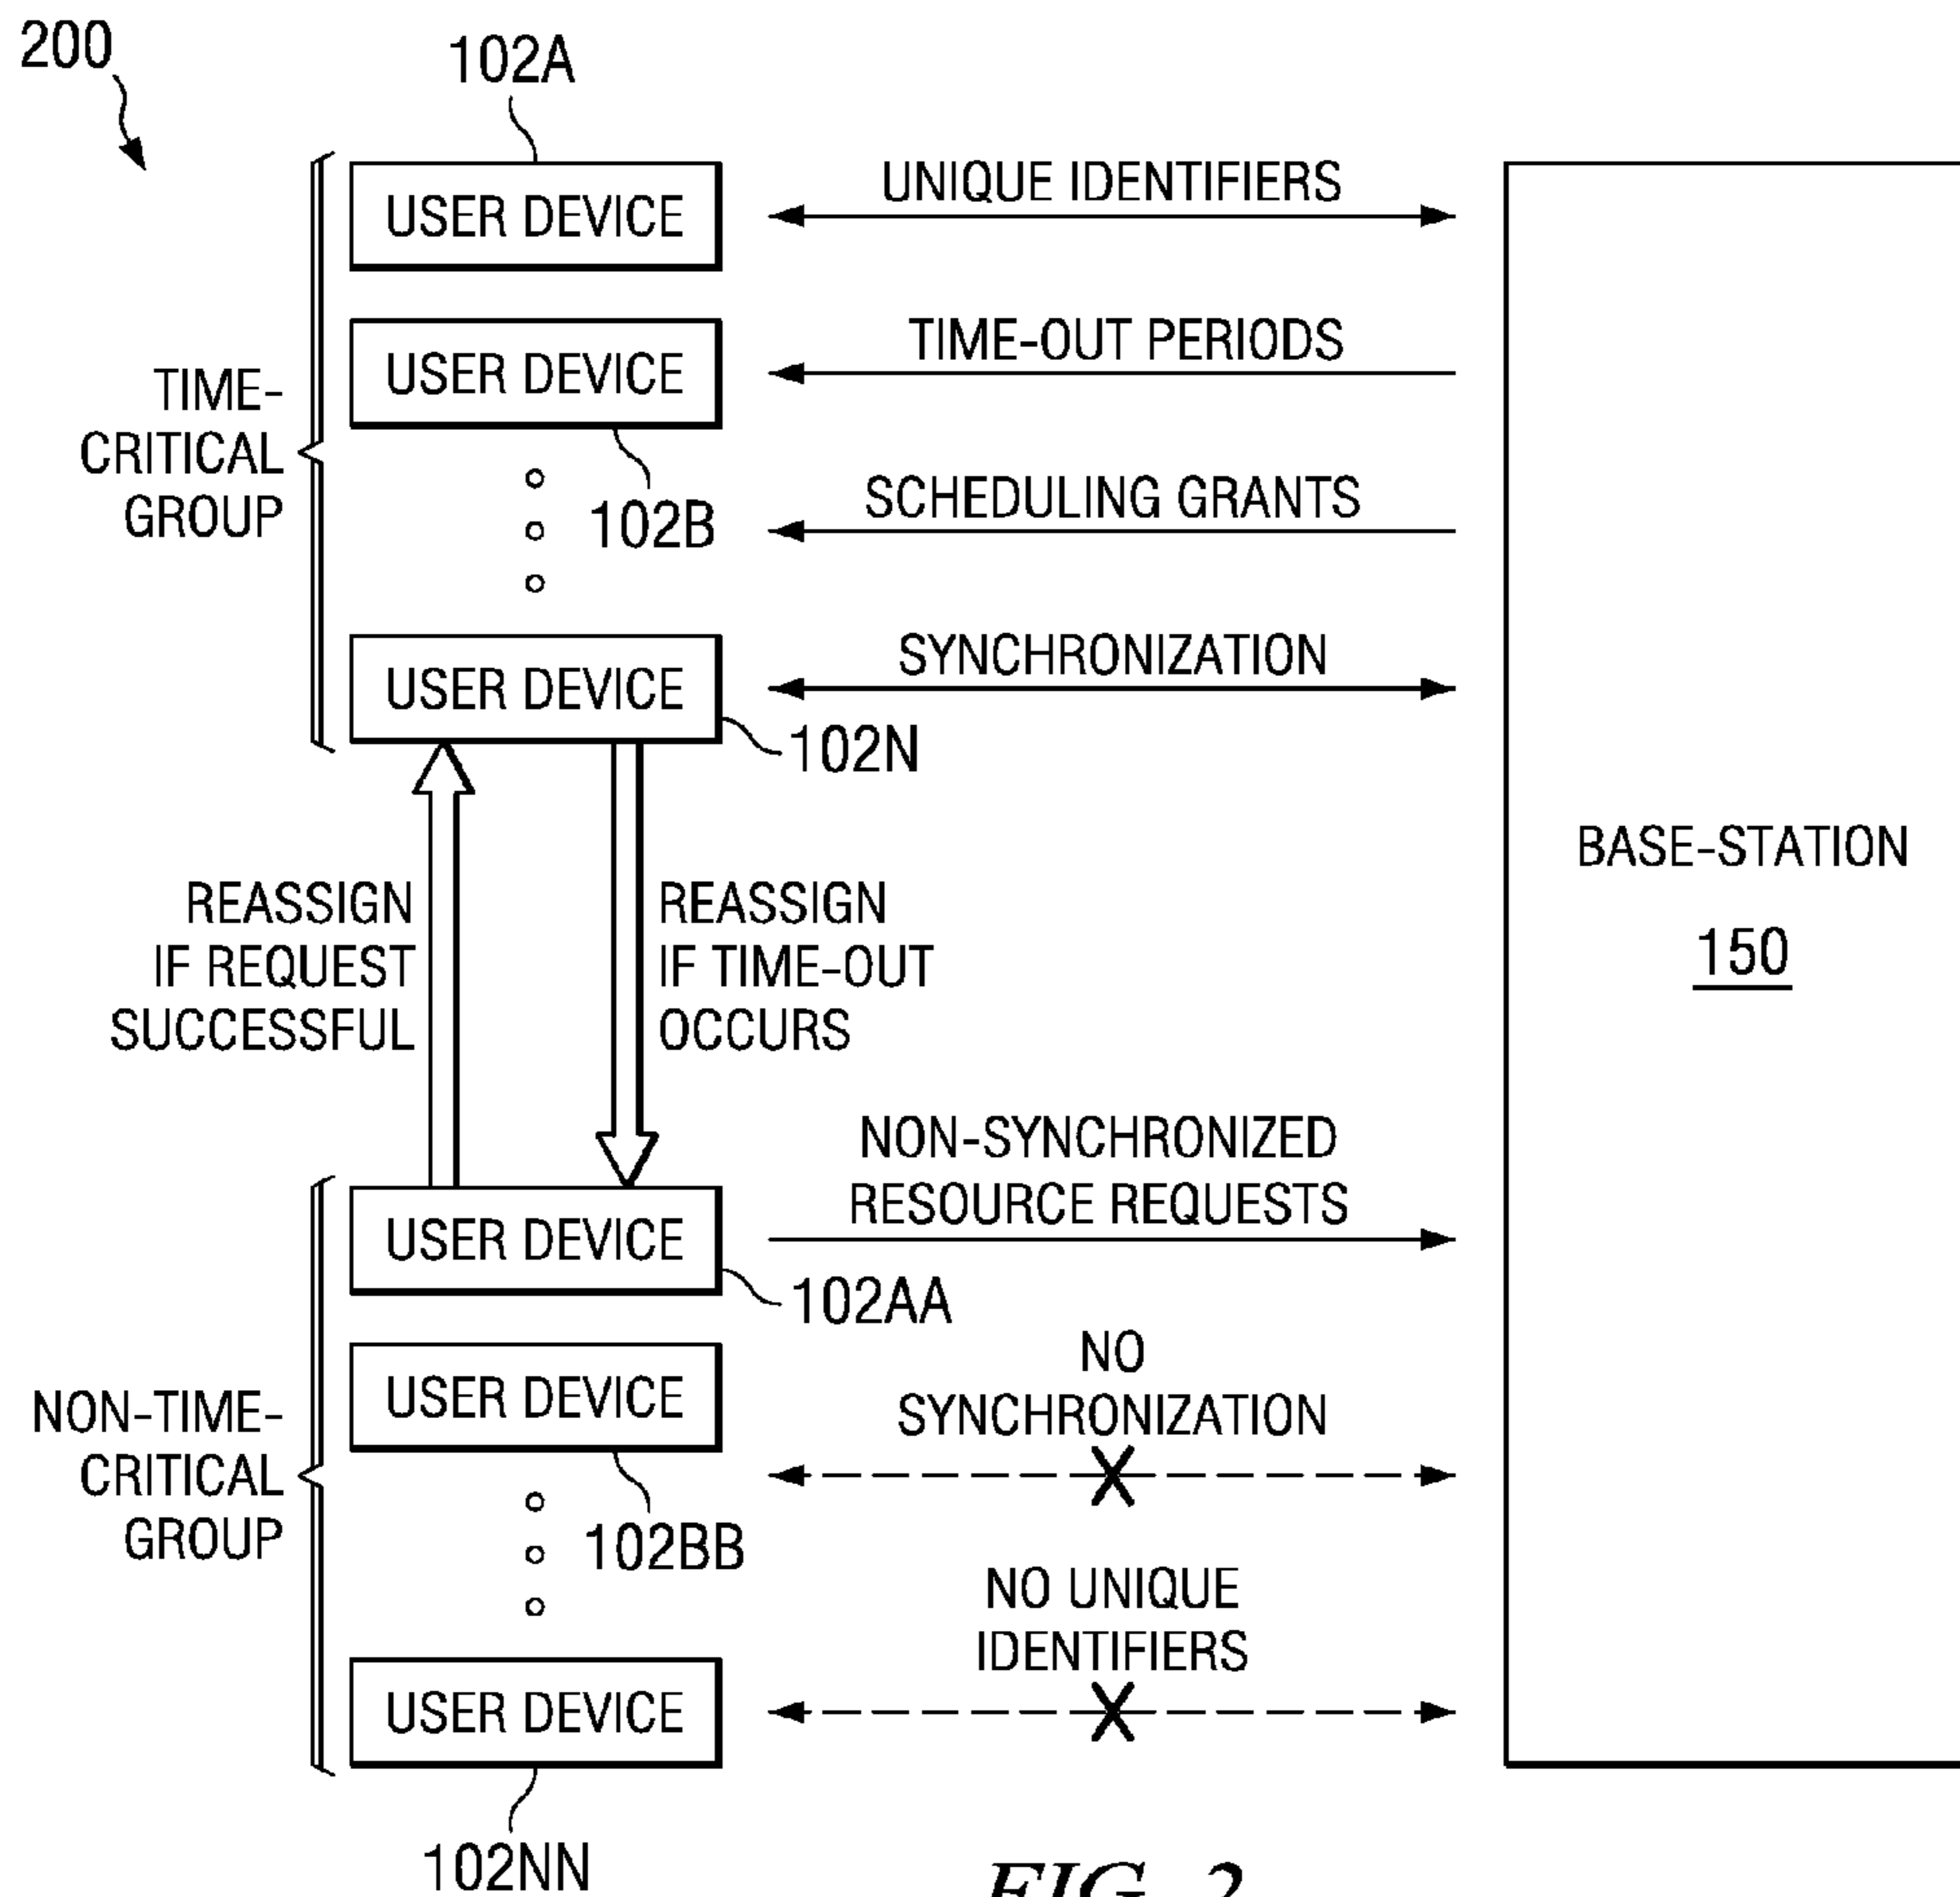 200
102A
USER DEVICE
UNIQUE IDENTIFIERS
USER DEVICE
TIME-OUT PERIODS
TIME-
CRITICAL
GROUP
102B
SCHEDULING GRANTS
USER DEVICE
SYNCHRONIZATION
102N
BASE-STATION
150
REASSIGN
IF REQUEST
SUCCESSFUL
REASSIGN
IF TIME-OUT
OCCURS
NON-SYNCHRONIZED
RESOURCE REQUESTS
USER DEVICE
102AA
USER DEVICE
NO
SYNCHRONIZATION
NON-TIME-
CRITICAL
GROUP
102BB
NO UNIQUE
IDENTIFIERS
USER DEVICE
102NN
FIG. 2